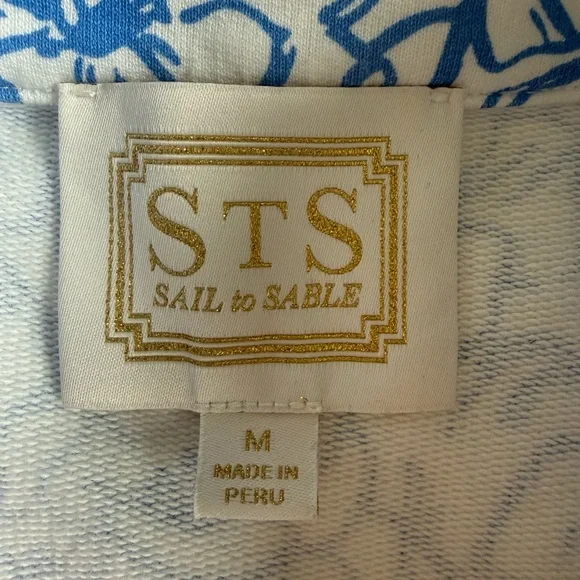 STS
SAIL to SABLE
M
MADE IN
PERU